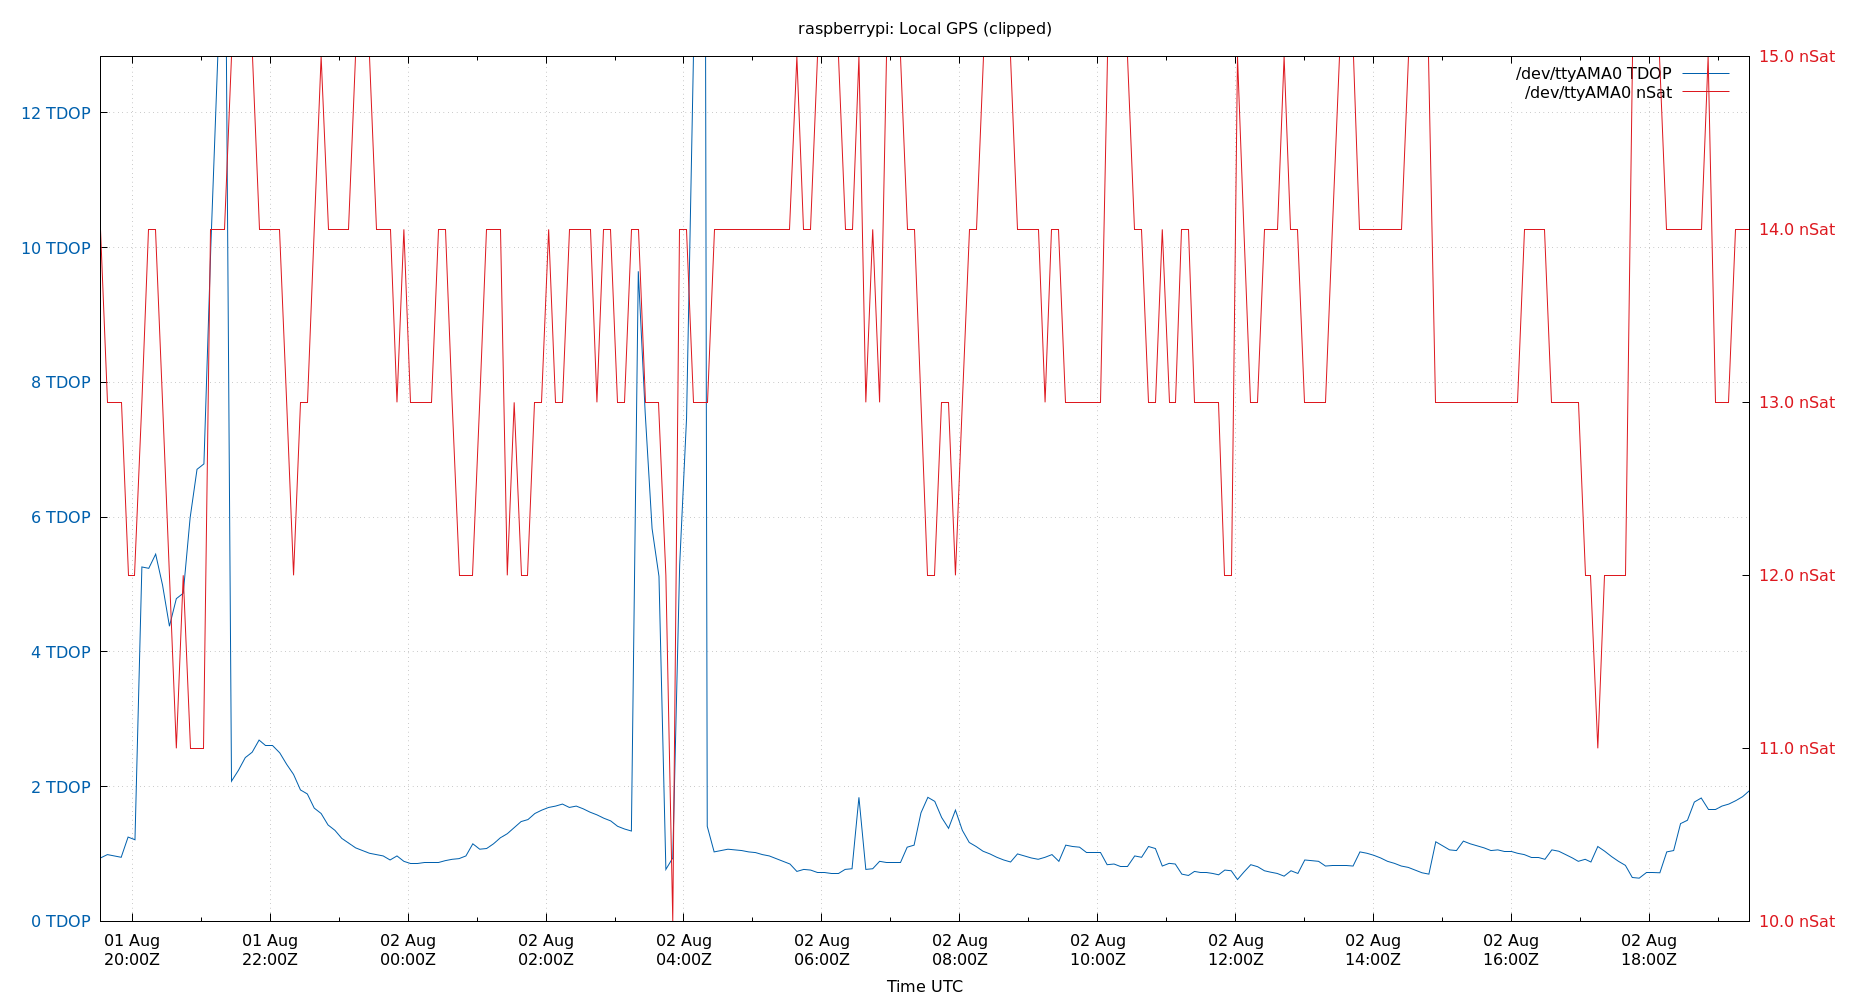 raspberrypi: Local GPS (clipped)
/dev/ttyAMA0 TDOP
/dev/ttyAMA0 nSat
12 TDOP
10 TDOP
8 TDOP
6 TDOP
4 TDOP
2 TDOP
0 TDOP
15.0 nSat
14.0 nSat
13.0 nSat
12.0 nSat
11.0 nSat
10.0 nSat
01 Aug 01 Aug 02 Aug 02 Aug 02 Aug 02 Aug 02 Aug 02 Aug 02 Aug 02 Aug 02 Aug 02 Aug
20:00Z 22:00Z 00:00Z 02:00Z 04:00Z 06:00Z 08:00Z 10:00Z 12:00Z 14:00Z 16:00Z 18:00Z
Time UTC